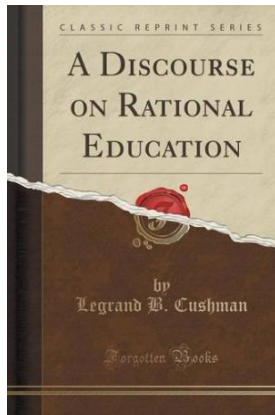 CLASSIC REPRINT SERIES
A DISCOURSE
ON RATIONAL
EDUCATION
by
Legrand B. Cushman
Forgotten Books